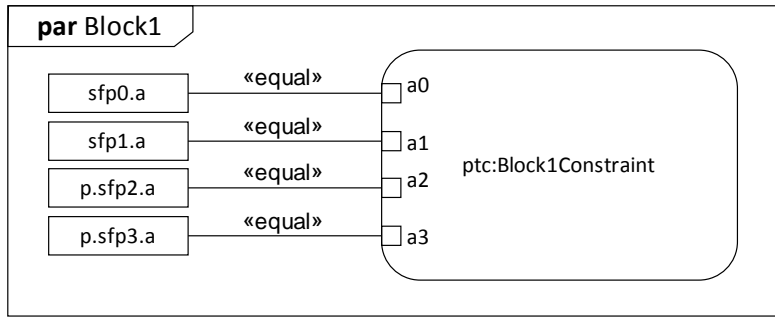 par Block1
sfp0.a «equal» a0
sfp1.a «equal» a1
p.sfp2.a «equal» a2
p.sfp3.a «equal» a3
ptc:Block1Constraint